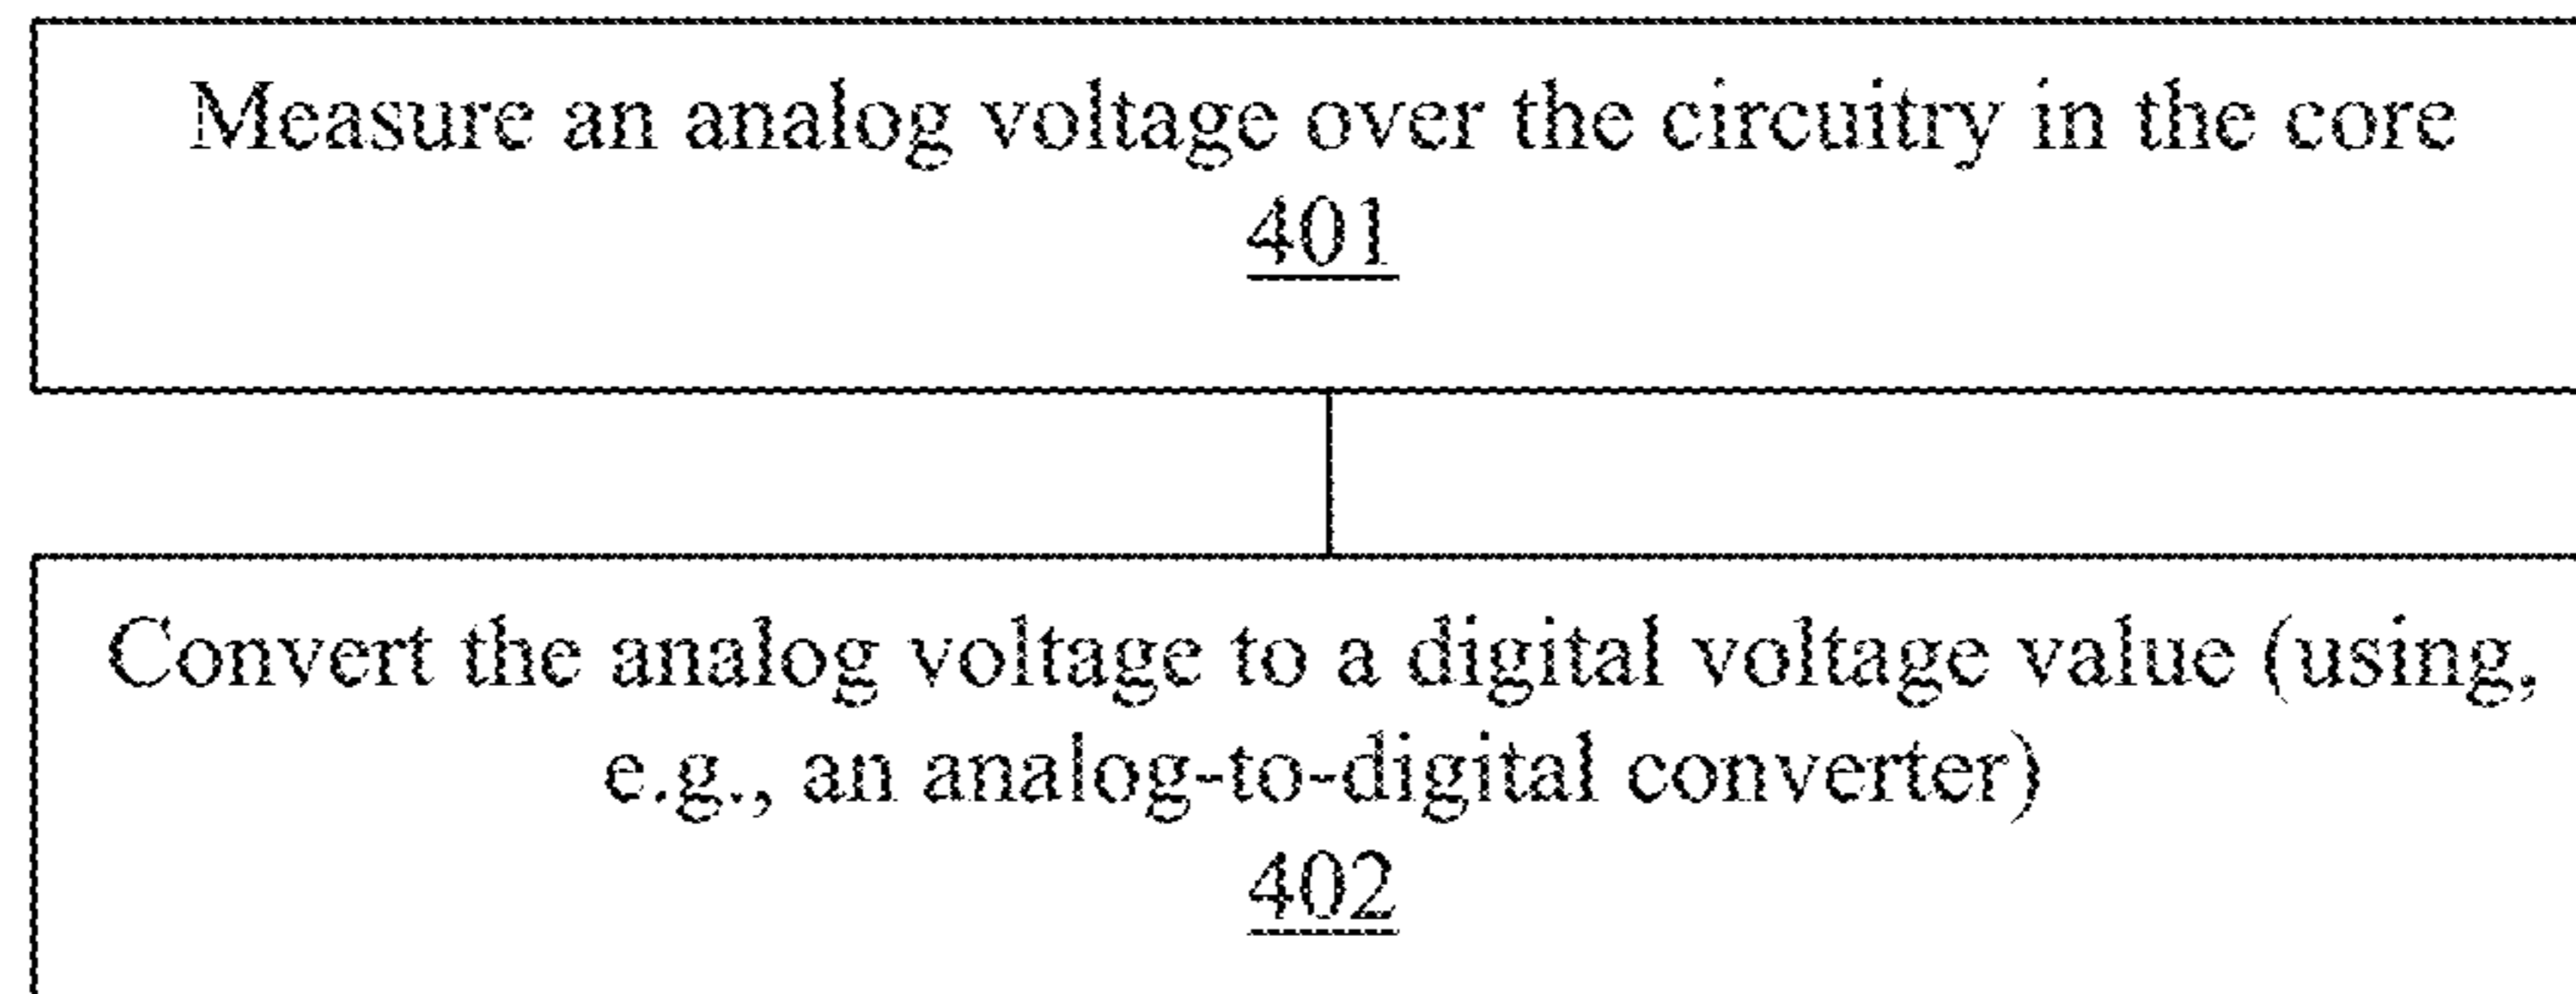 Measure an analog voltage over the circuitry in the core
401
Convert the analog voltage to a digital voltage value (using,
e.g., an analog-to-digital converter)
402